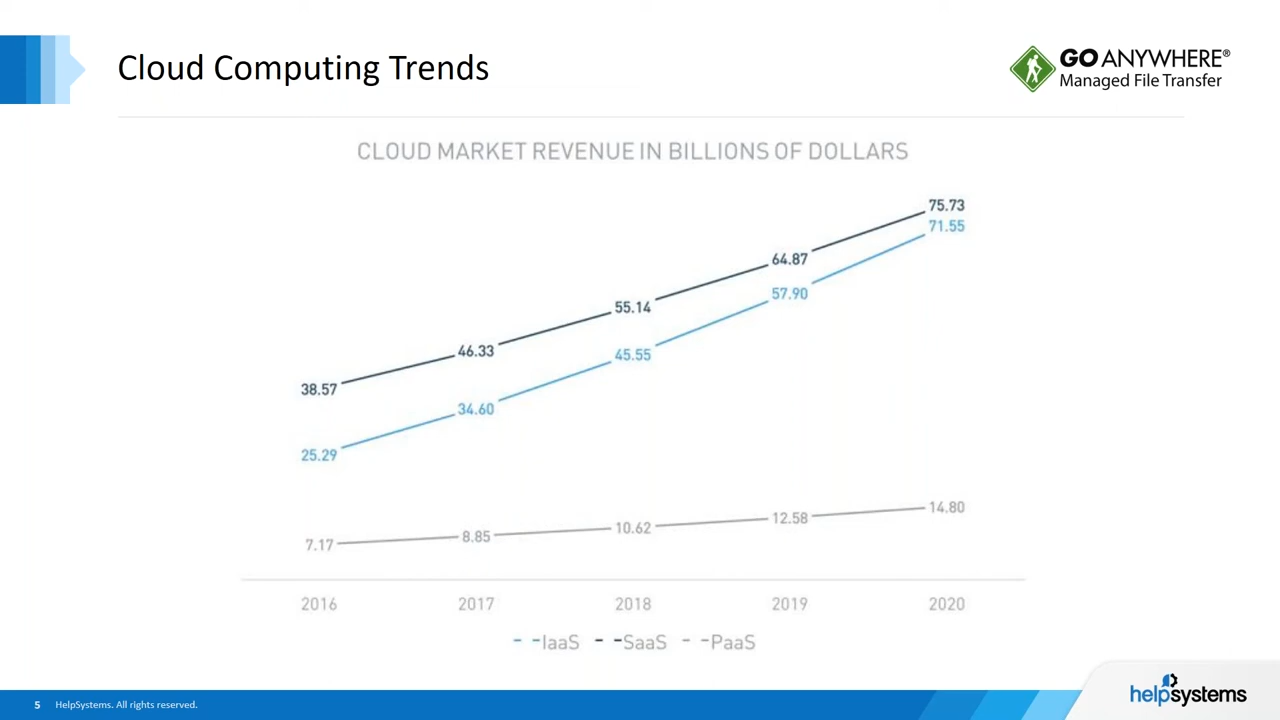 Cloud Computing Trends
GO ANYWHERE®
Managed File Transfer
CLOUD MARKET REVENUE IN BILLIONS OF DOLLARS
75.73
71.55
64.87
57.90
55.14
45.55
46.33
34.60
38.57
25.29
7.17
8.85
10.62
12.58
14.80
2016 2017 2018 2019 2020
IaaS SaaS PaaS
5 HelpSystems. All rights reserved.
helpsystems